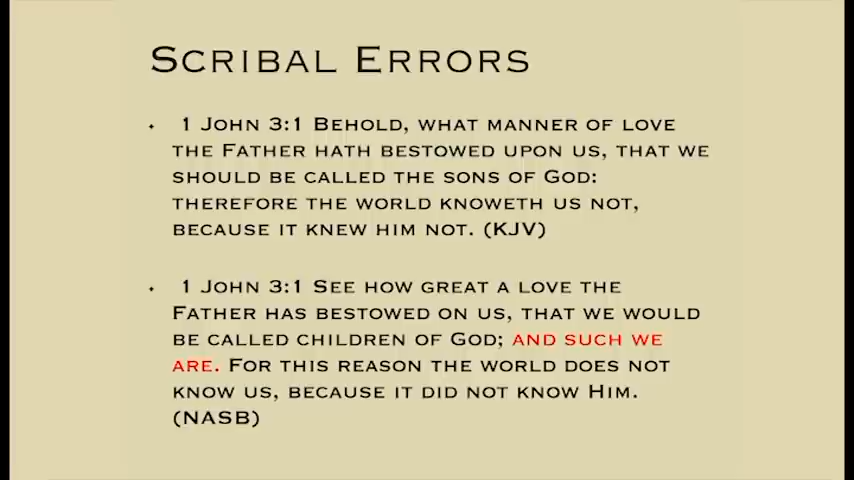 SCRIBAL ERRORS
1 JOHN 3:1 BEHOLD, WHAT MANNER OF LOVE
THE FATHER HATH BESTOWED UPON US, THAT WE
SHOULD BE CALLED THE SONS OF GOD:
THEREFORE THE WORLD KNOWETH US NOT,
BECAUSE IT KNEW HIM NOT. (KJV)
1 JOHN 3:1 SEE HOW GREAT A LOVE THE
FATHER HAS BESTOWED ON US, THAT WE WOULD
BE CALLED CHILDREN OF GOD; AND SUCH WE
ARE. FOR THIS REASON THE WORLD DOES NOT
KNOW US, BECAUSE IT DID NOT KNOW HIM.
(NASB)